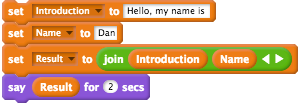 set Introduction to Hello, my name is
set Name to Dan
set Result to join Introduction Name
say Result for 2 secs